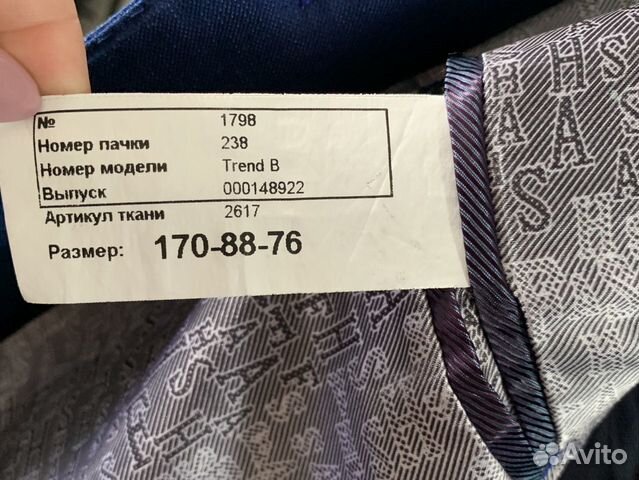 № 1798
Номер пачки 238
Номер модели Trend B
Выпуск 000148922
Артикул ткани 2617
Размер: 170-88-76
Avito